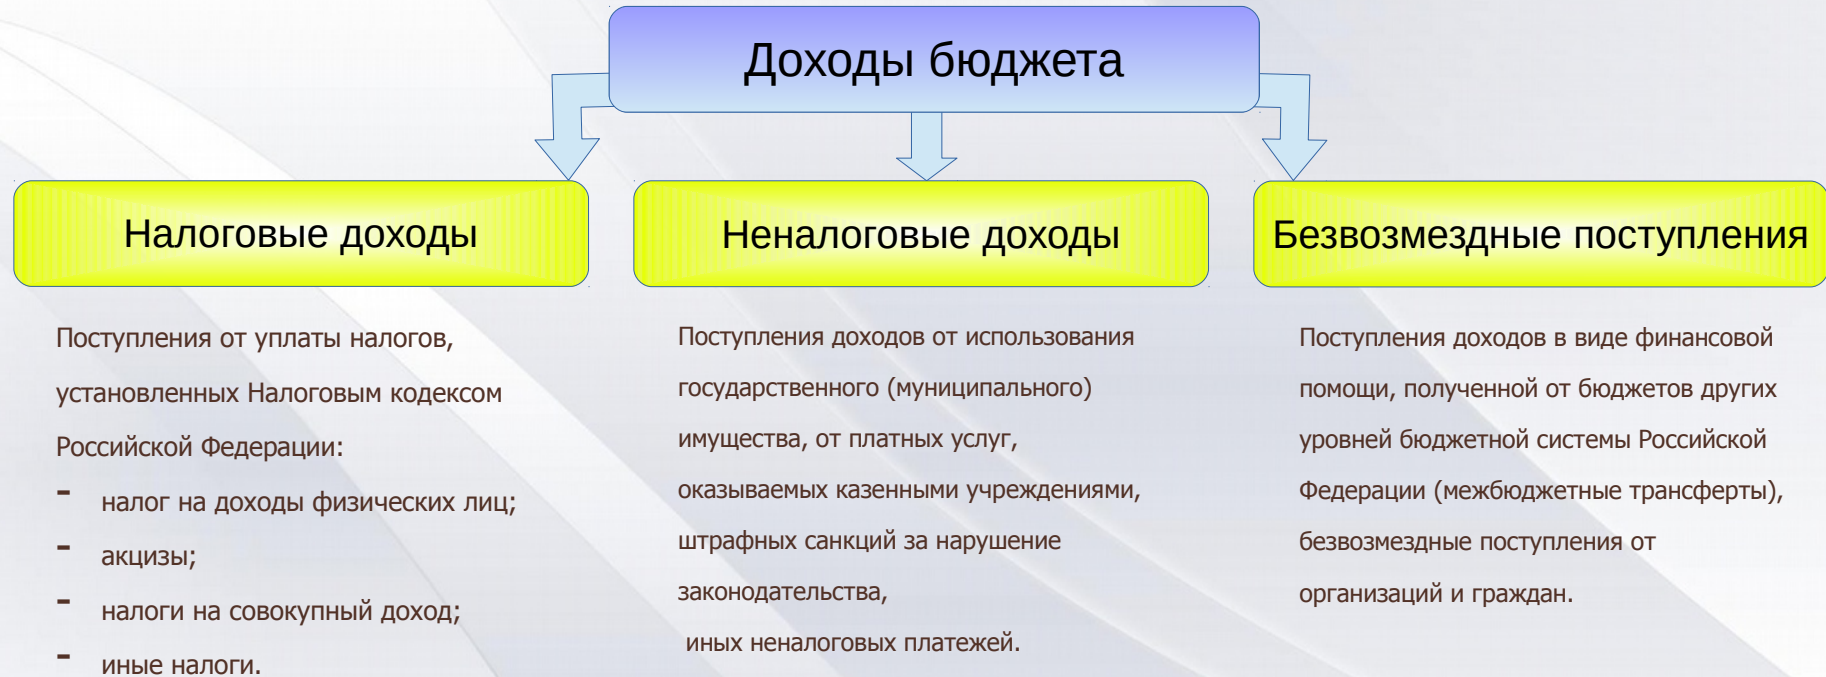 Доходы бюджета
Налоговые доходы
Неналоговые доходы
Безвозмездные поступления
Поступления от уплаты налогов,
установленных Налоговым кодексом
Российской Федерации:
- налог на доходы физических лиц;
- акцизы;
- налоги на совокупный доход;
- иные налоги.
Поступления доходов от использования
государственного (муниципального)
имущества, от платных услуг,
оказываемых казенными учреждениями,
штрафных санкций за нарушение
законодательства,
иных неналоговых платежей.
Поступления доходов в виде финансовой
помощи, полученной от бюджетов других
уровней бюджетной системы Российской
Федерации (межбюджетные трансферты),
безвозмездные поступления от
организаций и граждан.